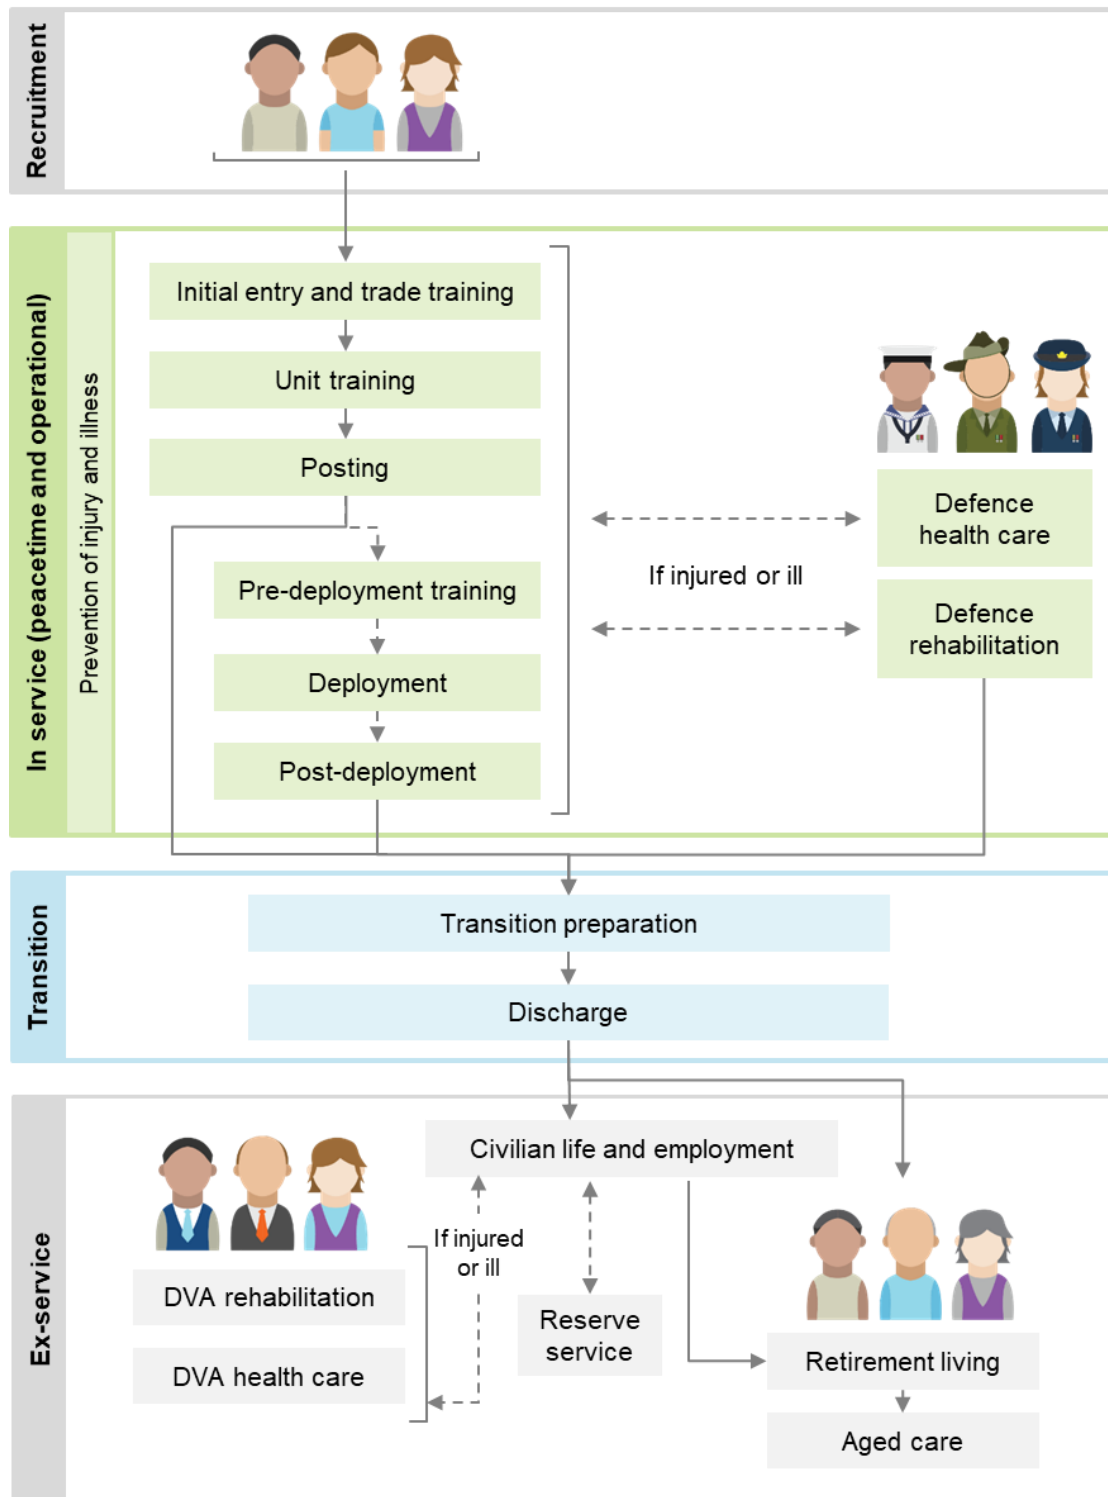 Recruitment
In service (peacetime and operational)
Prevention of injury and illness
Initial entry and trade training
Unit training
Posting
Pre-deployment training
Deployment
Post-deployment
If injured or ill
Defence
health care
Defence
rehabilitation
Transition
Transition preparation
Discharge
Ex-service
Civilian life and employment
If injured
or ill
DVA rehabilitation
DVA health care
Reserve
service
Retirement living
Aged care